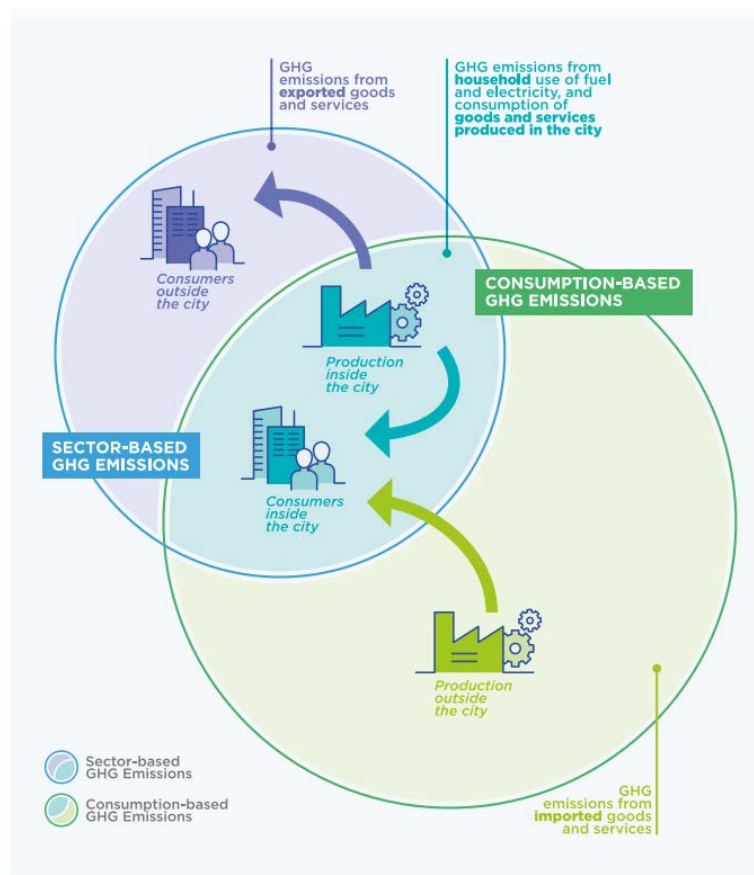 GHG
emissions from
exported goods
and services
GHG emissions from
household use of fuel
and electricity, and
consumption of
goods and services
produced in the city
Consumers
outside
the city
CONSUMPTION-BASED
GHG EMISSIONS
Production
inside
the city
SECTOR-BASED
GHG EMISSIONS
Consumers
inside
the city
Production
outside
the city
Sector-based
GHG Emissions
Consumption-based
GHG Emissions
GHG
emissions from
imported goods
and services